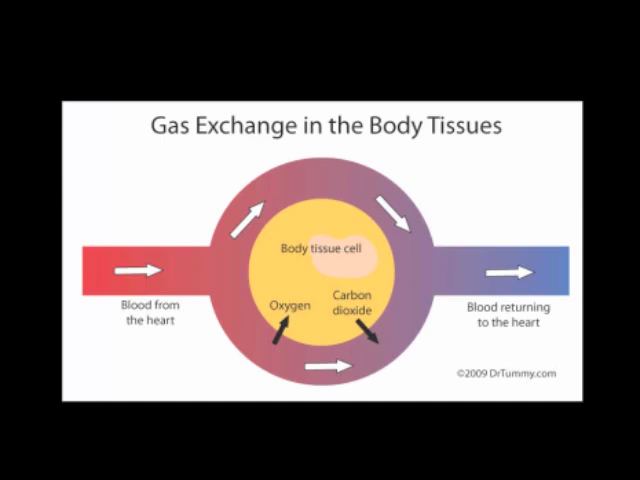 Gas Exchange in the Body Tissues
Body tissue cell
Oxygen
Carbon
dioxide
Blood from
the heart
Blood returning
to the heart
©2009 DrTummy.com